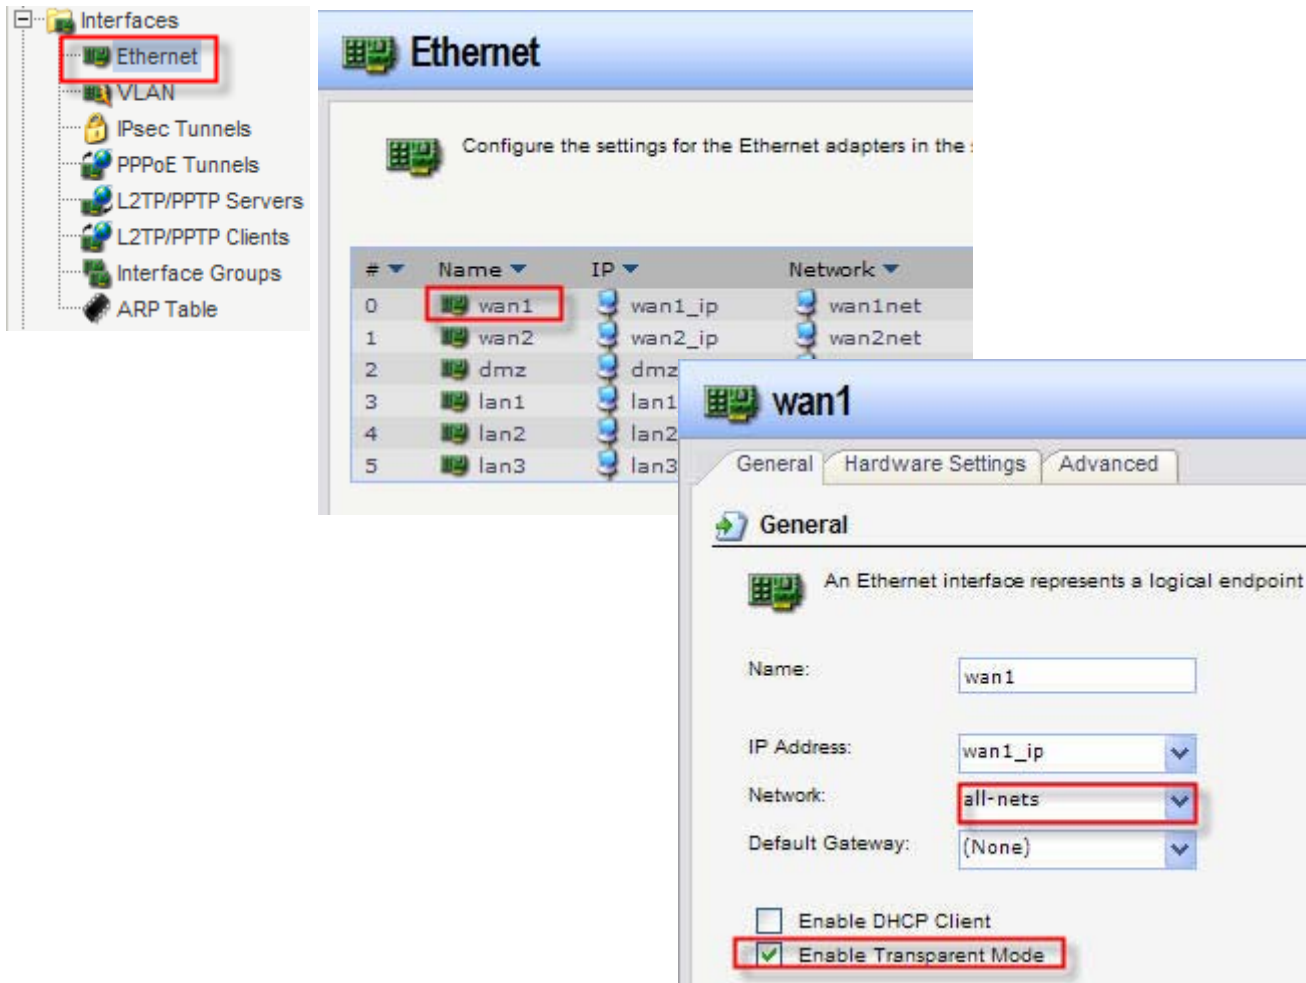 Interfaces
Ethernet
VLAN
IPsec Tunnels
PPPoE Tunnels
L2TP/PPTP Servers
L2TP/PPTP Clients
Interface Groups
ARP Table
Ethernet
Configure the settings for the Ethernet adapters in the
# Name IP Network
0 wan1 wan1_ip wan1net
1 wan2 wan2_ip wan2net
2 dmz dmz
3 lan1 lan1
4 lan2 lan2
5 lan3 lan3
wan1
General Hardware Settings Advanced
General
An Ethernet interface represents a logical endpoint
Name: wan1
IP Address: wan1_ip
Network: all-nets
Default Gateway: (None)
Enable DHCP Client
Enable Transparent Mode